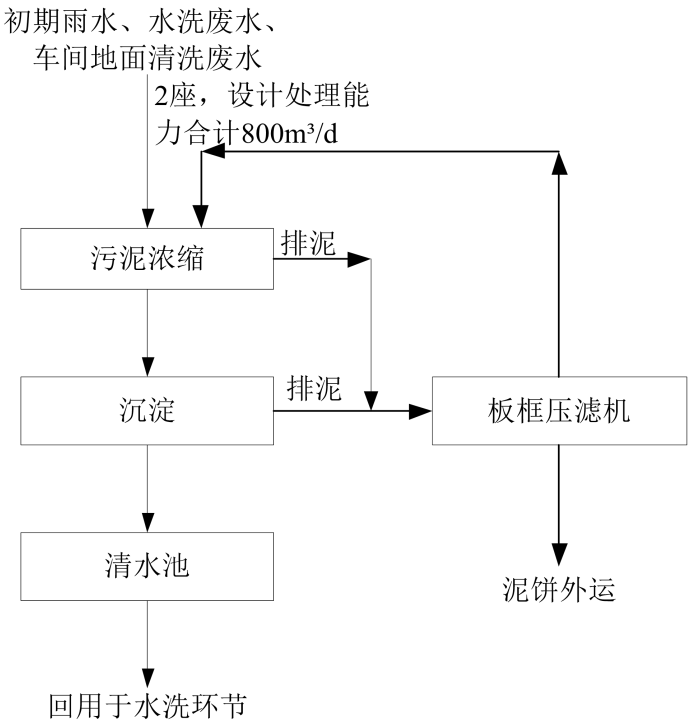 初期雨水、水洗废水、
车间地面清洗废水
2座，设计处理能
力合计800m³/d
污泥浓缩
排泥
沉淀
排泥
板框压滤机
清水池
泥饼外运
回用于水洗环节